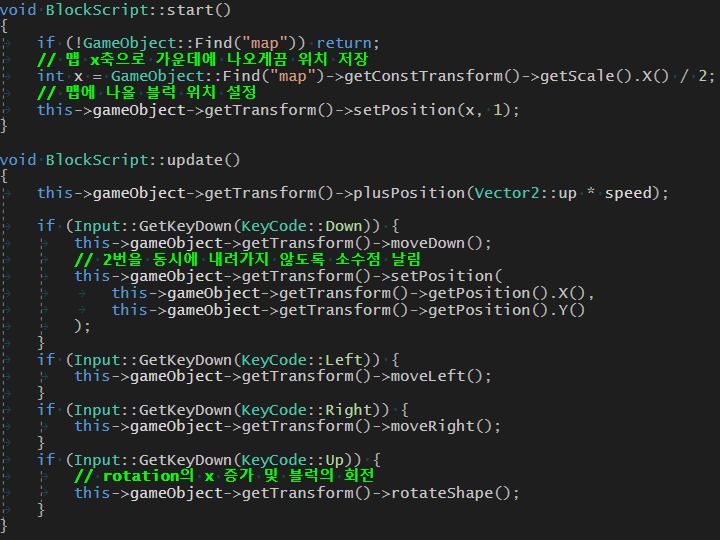 void BlockScript::start()
{
if (!GameObject::Find("map")) return;
// 맵 x축으로 가운데에 나오게끔 위치 저장
int x = GameObject::Find("map")->getConstTransform()->getScale().X() / 2;
// 맵에 나올 블럭 위치 설정
this->gameObject->getTransform()->setPosition(x, 1);
}
void BlockScript::update()
{
this->gameObject->getTransform()->plusPosition(Vector2::up * speed);
if (Input::GetKeyDown(KeyCode::Down)) {
this->gameObject->getTransform()->moveDown();
// 2번을 동시에 내려가지 않도록 소수점 날림
this->gameObject->getTransform()->setPosition(
this->gameObject->getTransform()->getPosition().X(),
this->gameObject->getTransform()->getPosition().Y()
);
}
if (Input::GetKeyDown(KeyCode::Left)) {
this->gameObject->getTransform()->moveLeft();
}
if (Input::GetKeyDown(KeyCode::Right)) {
this->gameObject->getTransform()->moveRight();
}
if (Input::GetKeyDown(KeyCode::Up)) {
// rotation의 x 증가 및 블럭의 회전
this->gameObject->getTransform()->rotateShape();
}
}